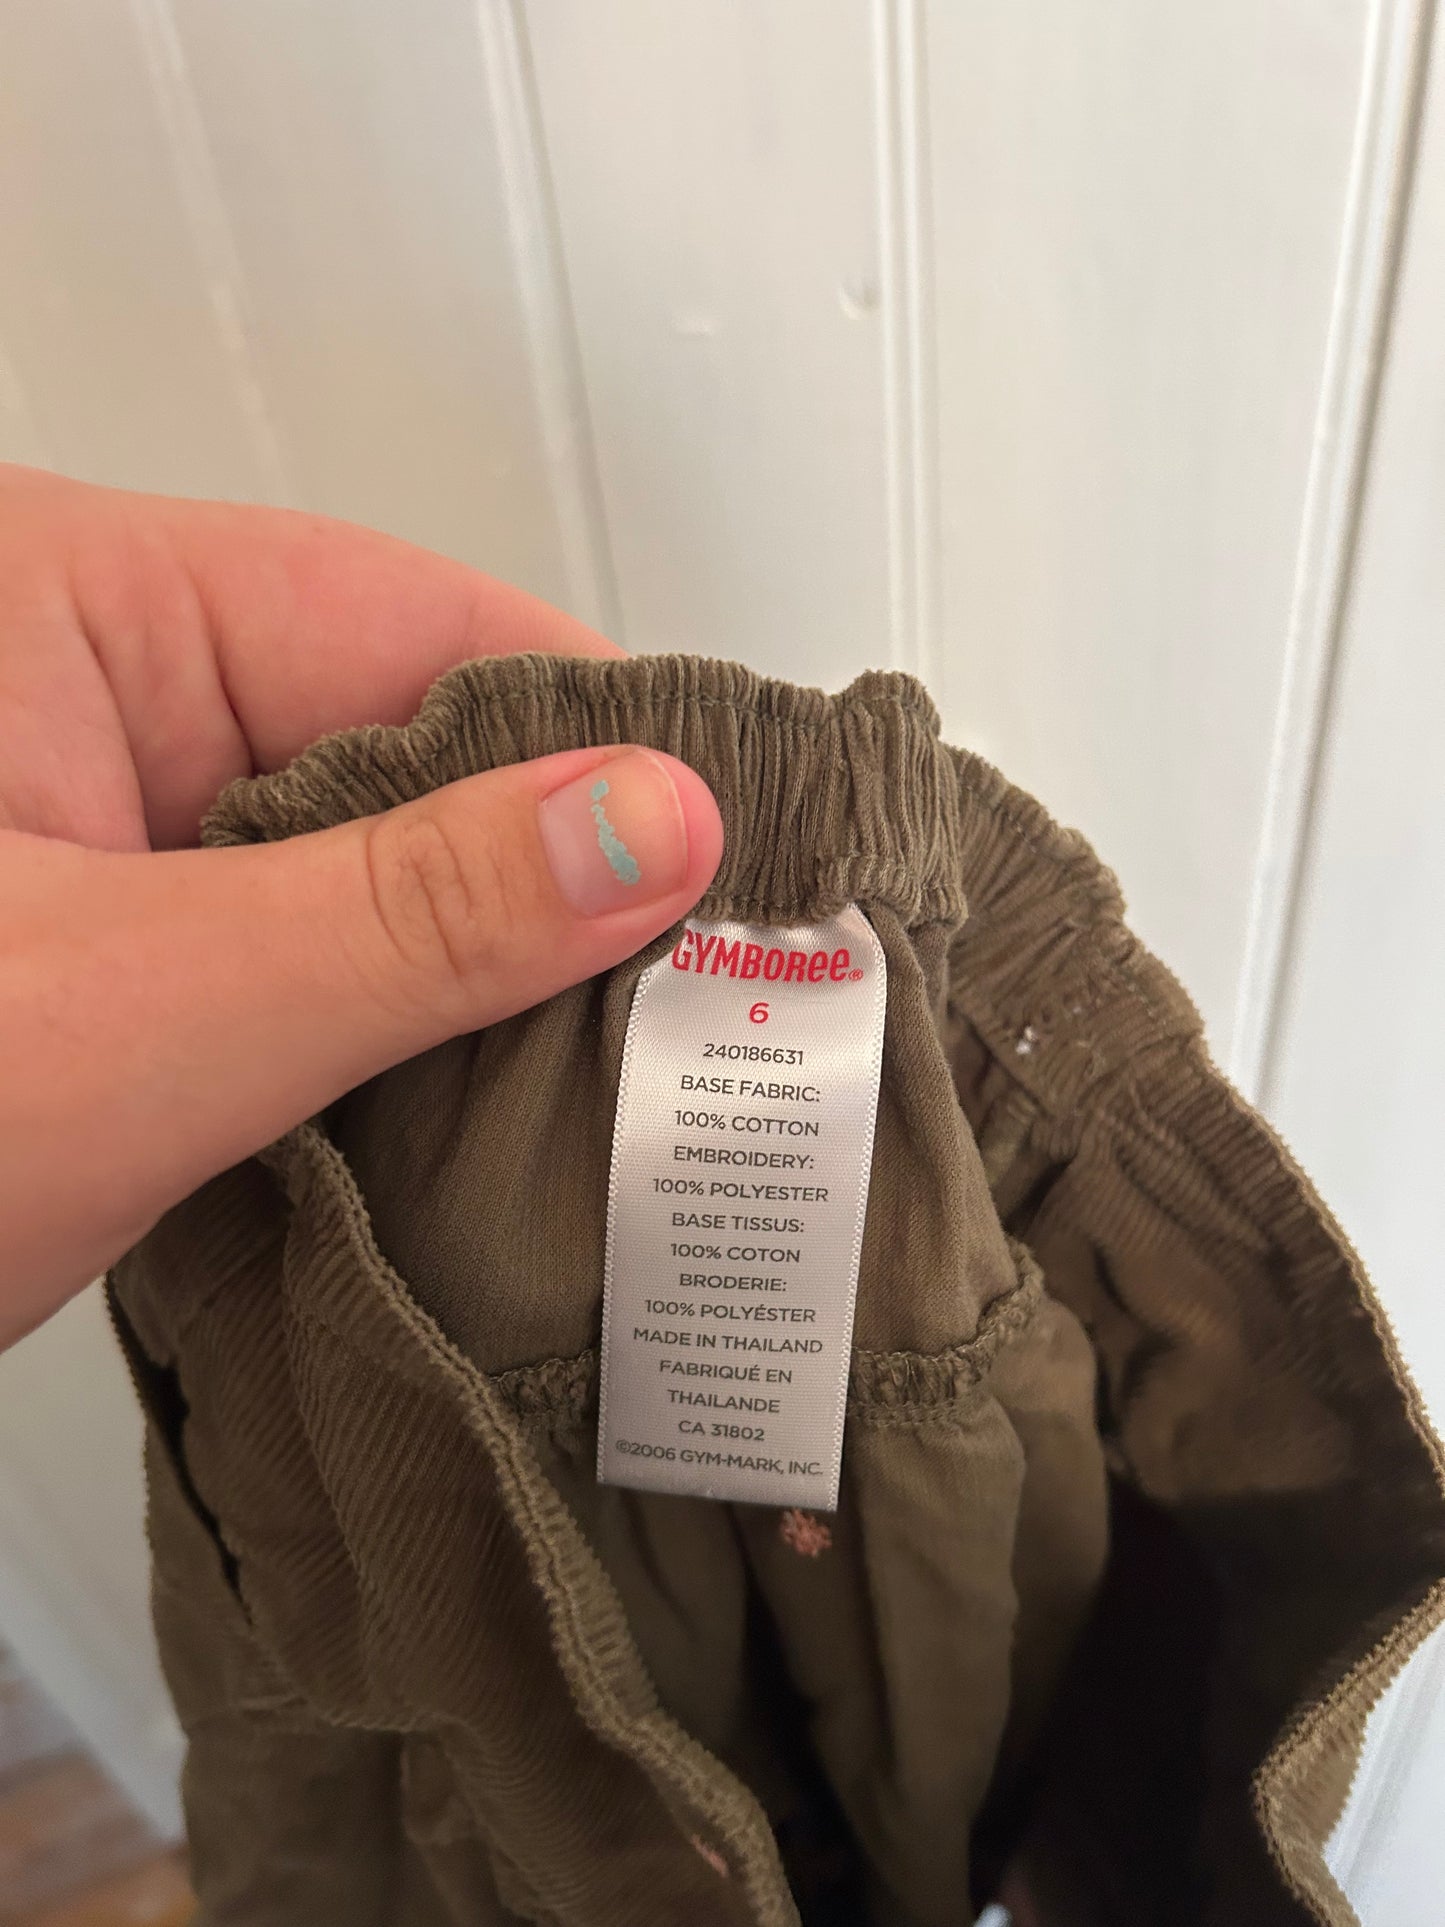 GYMBOREE®
6
240186631
BASE FABRIC:
100% COTTON
EMBROIDERY:
100% POLYESTER
BASE TISSUS:
100% COTON
BRODERIE:
100% POLYÉSTER
MADE IN THAILAND
FABRIQUÉ EN
THAILANDE
CA 31802
©2006 GYM-MARK, INC.